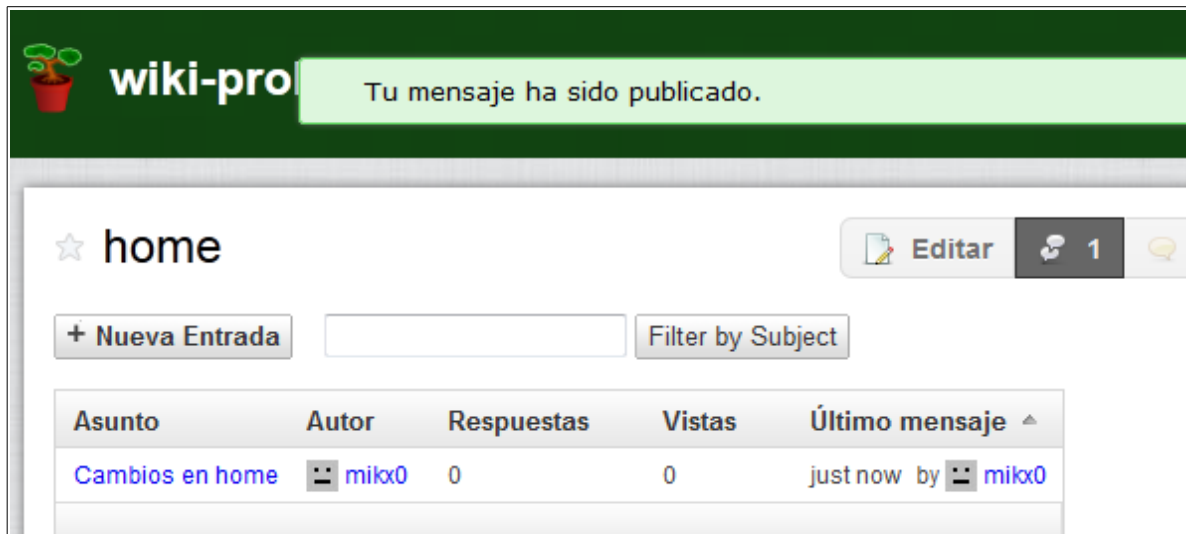 wiki-pro
Tu mensaje ha sido publicado.
home
Editar 1
+ Nueva Entrada Filter by Subject
Asunto Autor Respuestas Vistas Último mensaje
Cambios en home mikx0 0 0 just now by mikx0